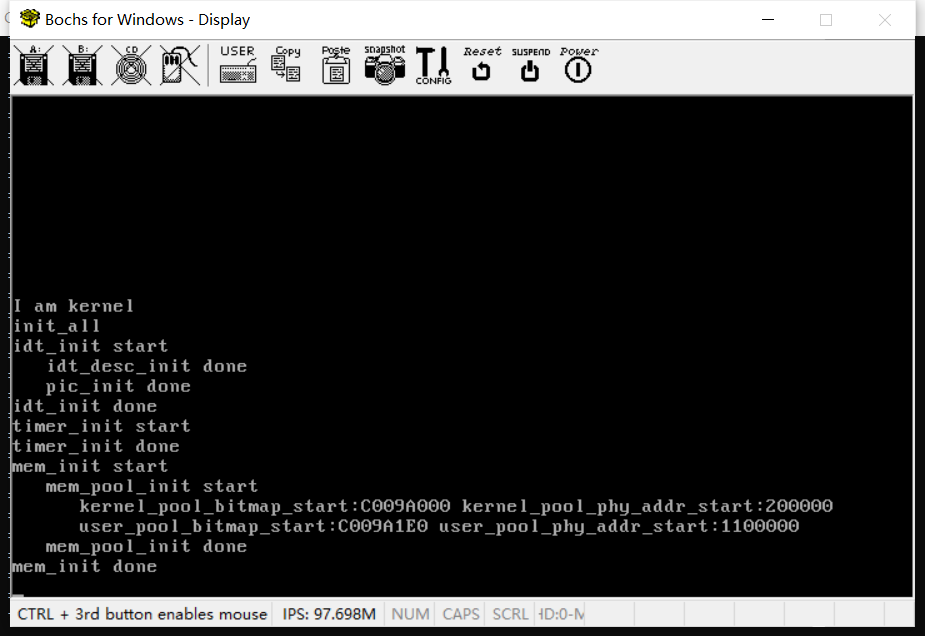 Bochs for Windows - Display
A: B: CD USER Copy Paste snapshot CONFIG Reset SUSPEND Power
I am kernel
init_all
idt_init start
idt_desc_init done
pic_init done
idt_init done
timer_init start
timer_init done
mem_init start
mem_pool_init start
kernel_pool_bitmap_start:C009A000 kernel_pool_phy_addr_start:200000
user_pool_bitmap_start:C009A1E0 user_pool_phy_addr_start:1100000
mem_pool_init done
mem_init done
CTRL + 3rd button enables mouse IPS: 97.698M NUM CAPS SCRL HD:0-M